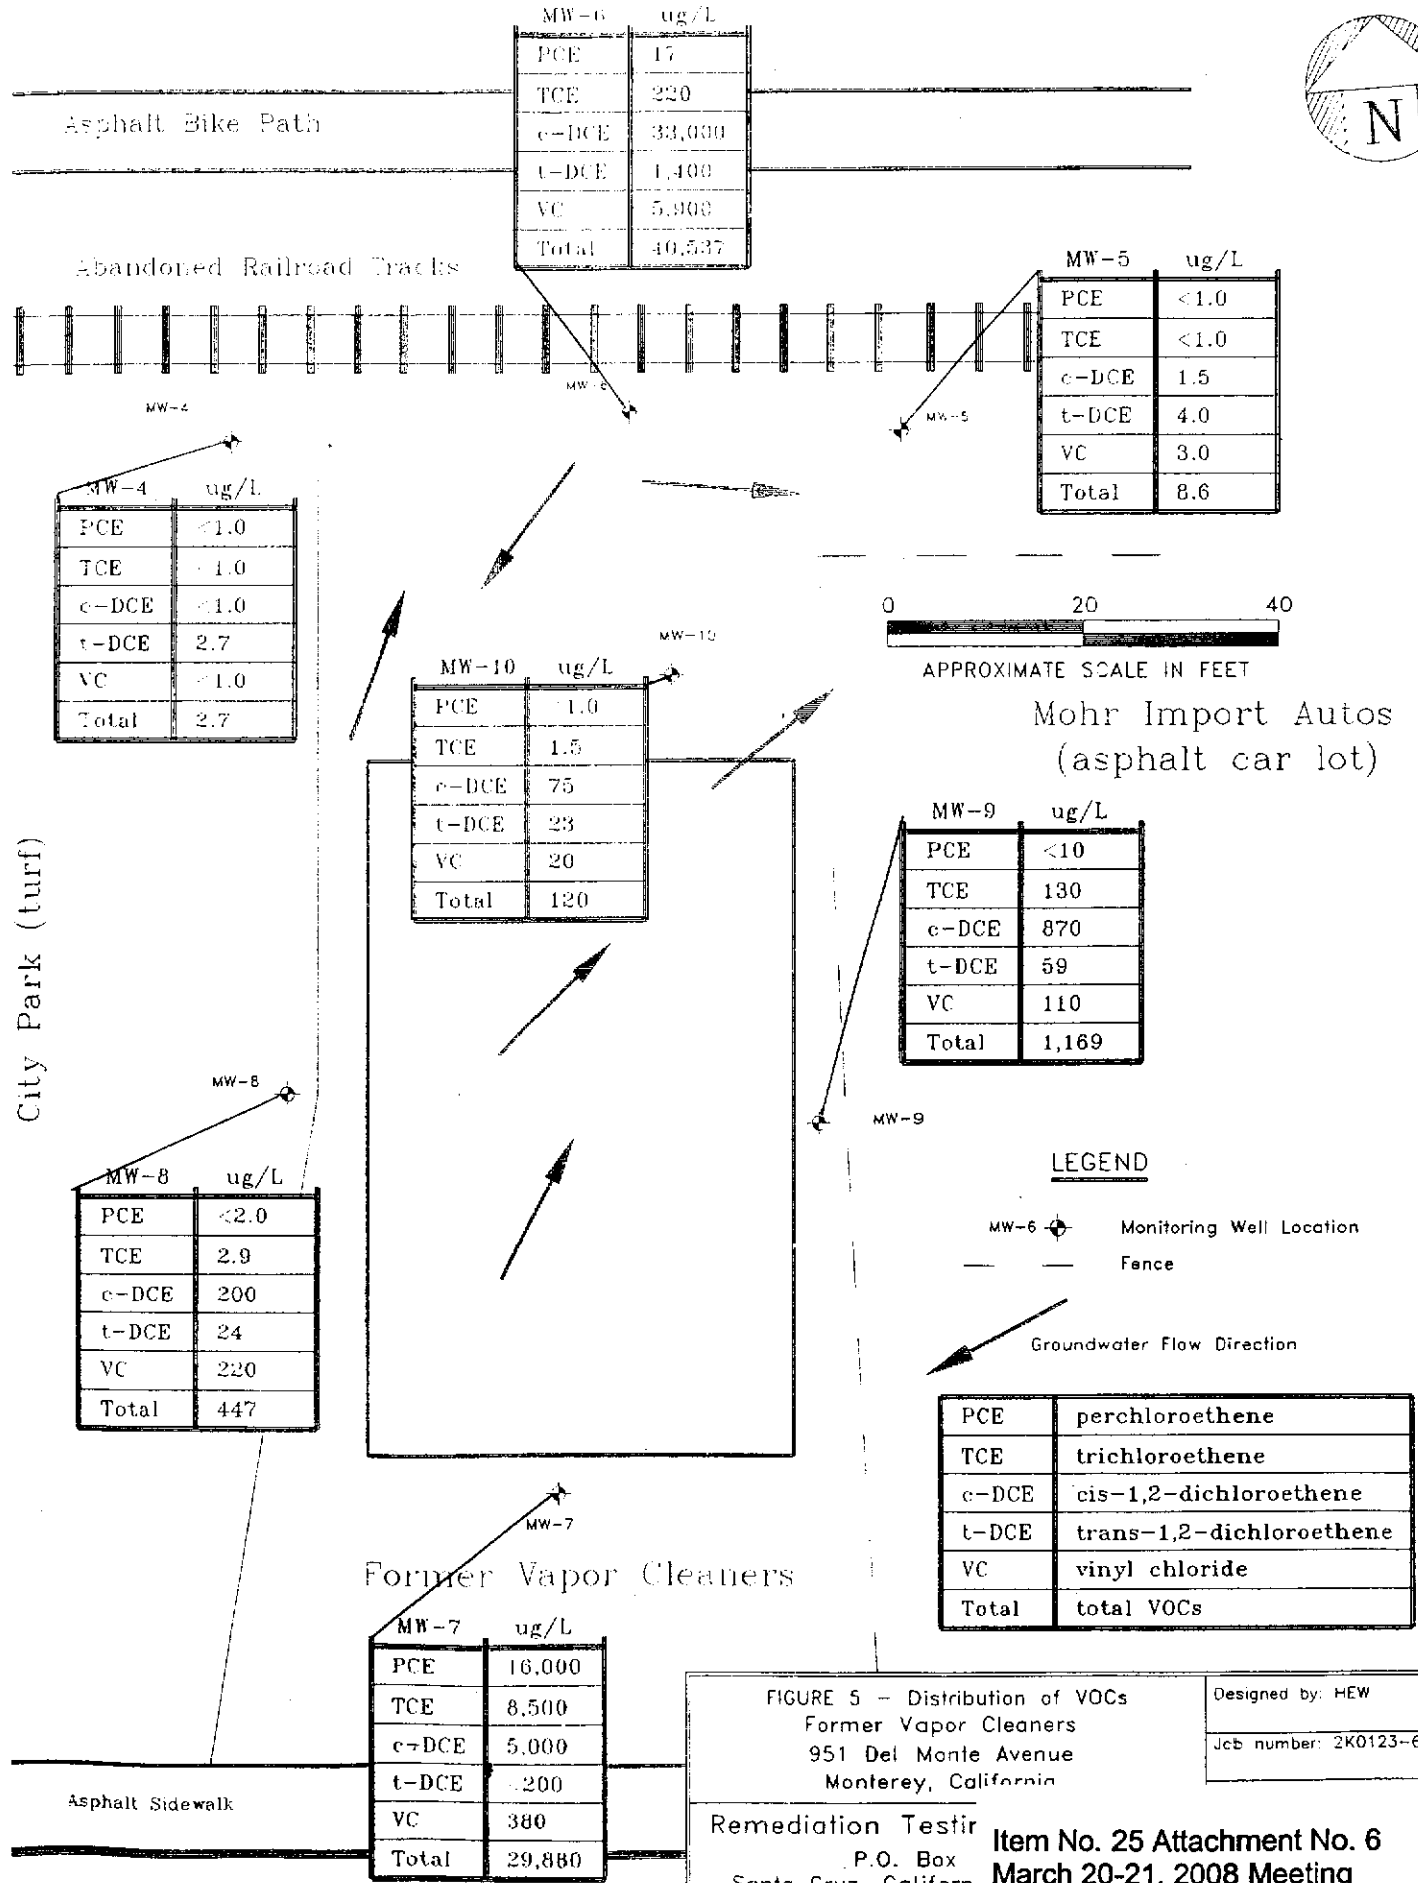 MW-6 ug/L
PCE 17
TCE 220
c-DCE 33,000
t-DCE 1,400
VC 5,900
Total 40,537
Asphalt Bike Path
N
Abandoned Railroad Tracks
MW-5 ug/L
PCE <1.0
TCE <1.0
c-DCE 1.5
t-DCE 4.0
VC 3.0
Total 8.6
MW-4
MW-6
MW-5
MW-4 ug/L
PCE <1.0
TCE <1.0
c-DCE <1.0
t-DCE 2.7
VC <1.0
Total 2.7
0 20 40
APPROXIMATE SCALE IN FEET
MW-10
MW-10 ug/L
PCE <1.0
TCE 1.5
c-DCE 75
t-DCE 23
VC 20
Total 120
Mohr Import Autos
(asphalt car lot)
MW-9 ug/L
PCE <10
TCE 130
c-DCE 870
t-DCE 59
VC 110
Total 1,169
City Park (turf)
MW-8
MW-9
MW-8 ug/L
PCE <2.0
TCE 2.9
c-DCE 200
t-DCE 24
VC 220
Total 447
LEGEND
MW-6 Monitoring Well Location
Fence
Groundwater Flow Direction
PCE perchloroethene
TCE trichloroethene
c-DCE cis-1,2-dichloroethene
t-DCE trans-1,2-dichloroethene
VC vinyl chloride
Total total VOCs
MW-7
Former Vapor Cleaners
MW-7 ug/L
PCE 16,000
TCE 8,500
c-DCE 5,000
t-DCE <200
VC 380
Total 29,880
Asphalt Sidewalk
FIGURE 5 - Distribution of VOCs
Former Vapor Cleaners
951 Del Monte Avenue
Monterey, California
Designed by: HEW
Job number: 2K0123-6
Remediation Testin
P.O. Box
Santa Cruz, Californ
Item No. 25 Attachment No. 6
March 20-21, 2008 Meeting